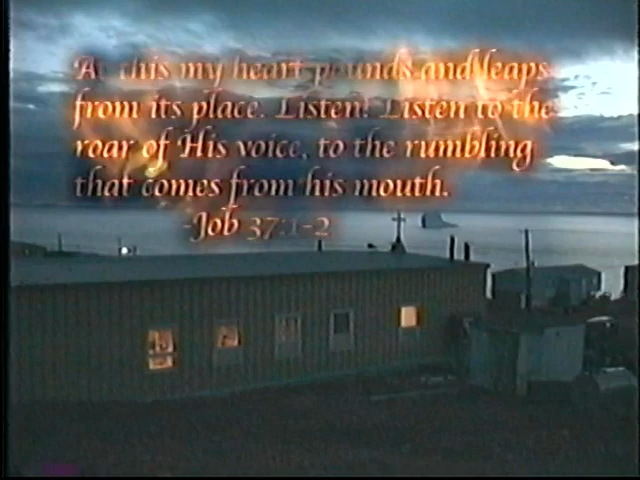 At this my heart pounds and leaps
from its place. Listen! Listen to the
roar of His voice, to the rumbling
that comes from his mouth.
-Job 37:1-2